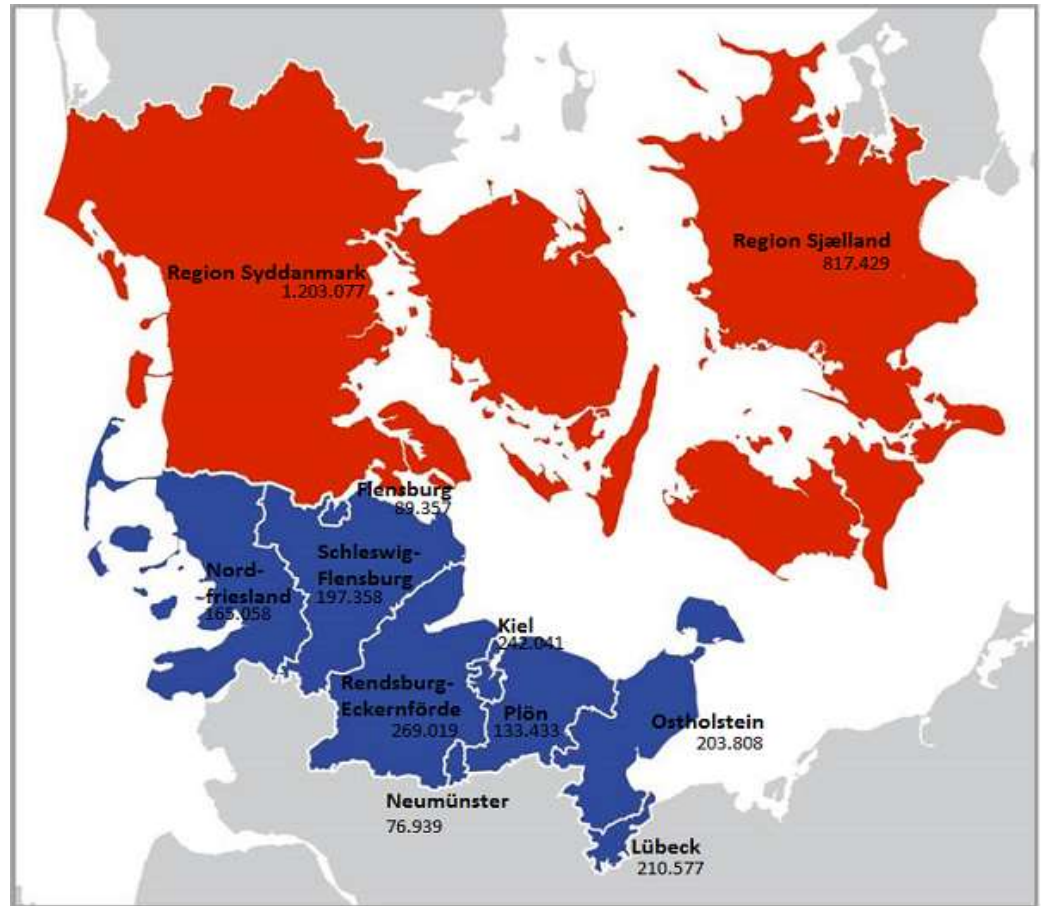 Region Sjælland
817.429
Region Syddanmark
1.203.077
Flensburg
89.357
Schleswig-
Flensburg
197.358
Nord-
friesland
165.058
Kiel
242.041
Rendsburg-
Eckernförde
269.019
Plön
133.433
Ostholstein
203.808
Neumünster
76.939
Lübeck
210.577